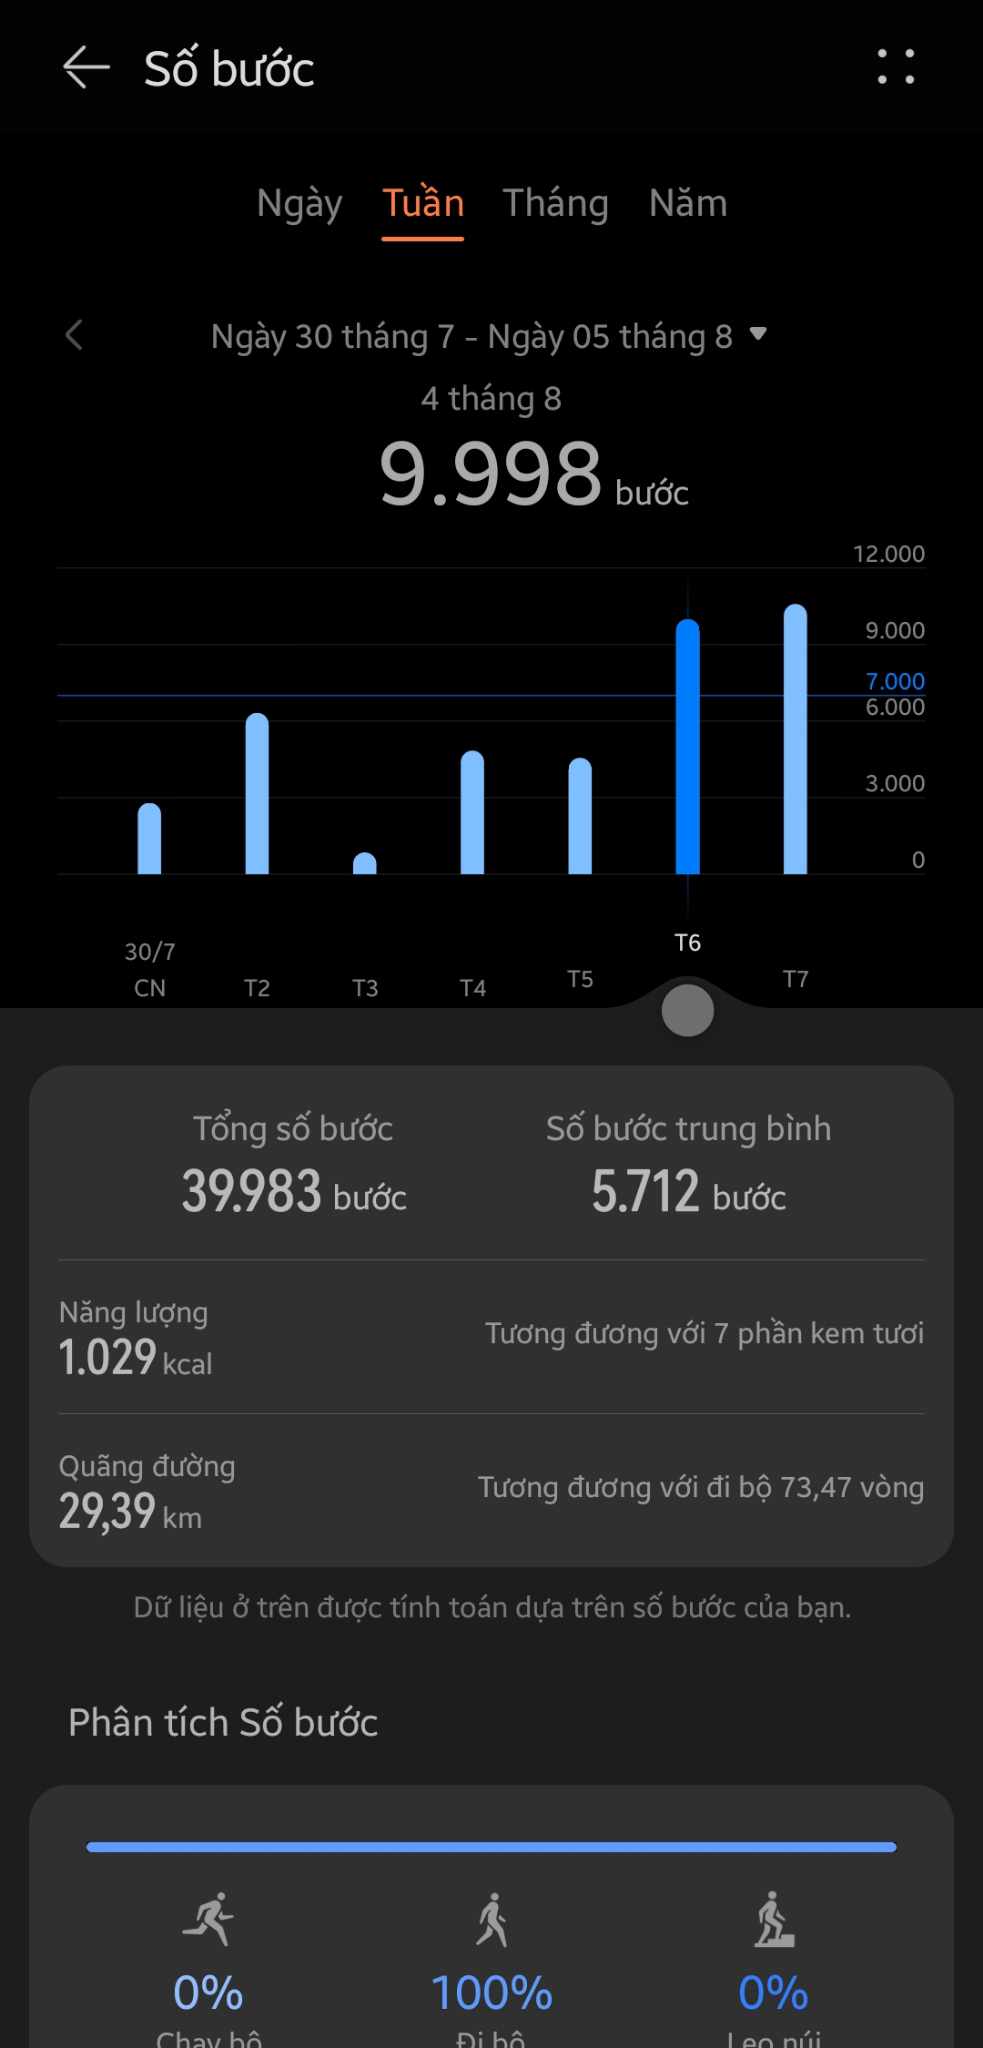 Số bước
Ngày Tuần Tháng Năm
Ngày 30 tháng 7 - Ngày 05 tháng 8
4 tháng 8
9.998 bước
12.000
9.000
7.000
6.000
3.000
0
30/7
CN T2 T3 T4 T5 T6 T7
Tổng số bước Số bước trung bình
39.983 bước 5.712 bước
Năng lượng
1.029 kcal
Tương đương với 7 phần kem tươi
Quãng đường
29,39 km
Tương đương với đi bộ 73,47 vòng
Dữ liệu ở trên được tính toán dựa trên số bước của bạn.
Phân tích Số bước
0% 100% 0%
Chạy bộ Đi bộ Leo núi